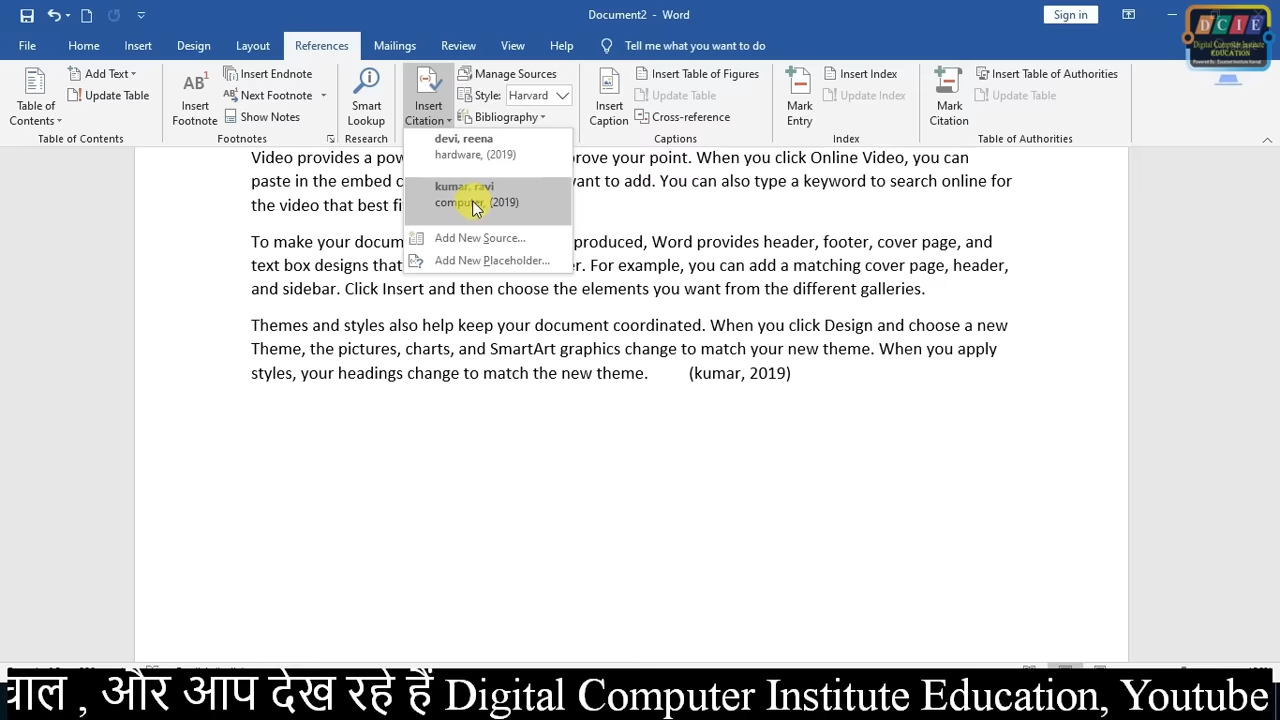 Document2 - Word
Sign in
File Home Insert Design Layout References Mailings Review View Help Tell me what you want to do
DCIE
Digital Computer Institute
EDUCATION
Table of Contents
Add Text
Update Table
Table of Contents
AB1
Insert Footnote
Insert Endnote
Next Footnote
Show Notes
Footnotes
Smart Lookup
Research
Insert Citation
Manage Sources
Style: Harvard
Bibliography
devi, reena
hardware, (2019)
kumar, ravi
computer, (2019)
Add New Source...
Add New Placeholder...
Insert Caption
Insert Table of Figures
Update Table
Cross-reference
Captions
Mark Entry
Insert Index
Update Index
Index
Mark Citation
Insert Table of Authorities
Update Table
Table of Authorities
Video provides a pow prove your point. When you click Online Video, you can
paste in the embed c want to add. You can also type a keyword to search online for
the video that best fi
To make your docum produced, Word provides header, footer, cover page, and
text box designs that er. For example, you can add a matching cover page, header,
and sidebar. Click Insert and then choose the elements you want from the different galleries.
Themes and styles also help keep your document coordinated. When you click Design and choose a new
Theme, the pictures, charts, and SmartArt graphics change to match your new theme. When you apply
styles, your headings change to match the new theme. (kumar, 2019)
वाल , और आप देख रहे हैं Digital Computer Institute Education, Youtube